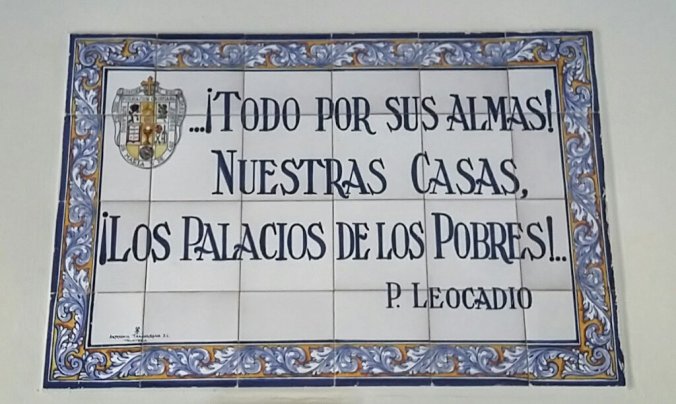 ...¡TODO POR SUS ALMAS!
NUESTRAS CASAS,
¡LOS PALACIOS DE LOS POBRES!..
P. LEOCADIO